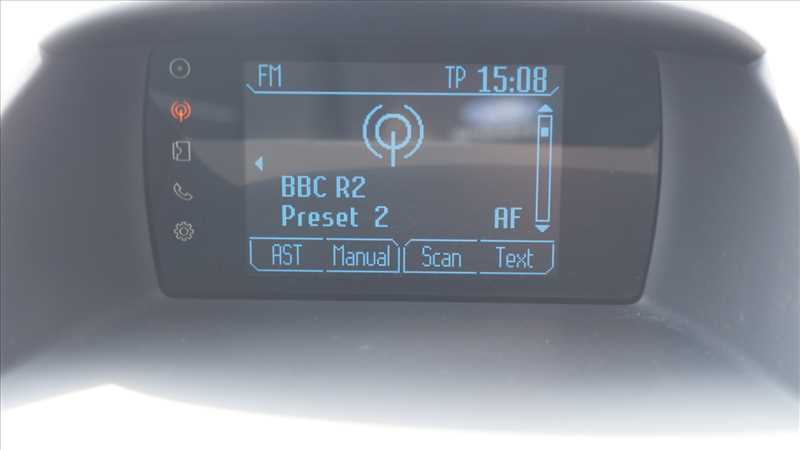 FM TP 15:08
BBC R2
Preset 2 AF
AST Manual Scan Text